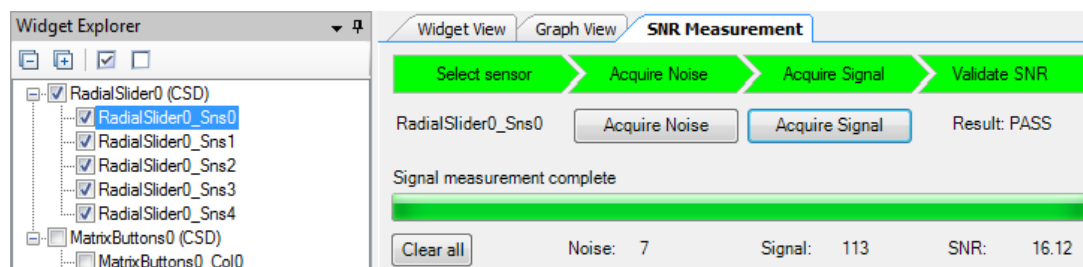 Widget Explorer
RadialSlider0 (CSD)
RadialSlider0_Sns0
RadialSlider0_Sns1
RadialSlider0_Sns2
RadialSlider0_Sns3
RadialSlider0_Sns4
MatrixButtons0 (CSD)
MatrixButtons0_Col0
Widget View Graph View SNR Measurement
Select sensor Acquire Noise Acquire Signal Validate SNR
RadialSlider0_Sns0 Acquire Noise Acquire Signal Result: PASS
Signal measurement complete
Clear all Noise: 7 Signal: 113 SNR: 16.12